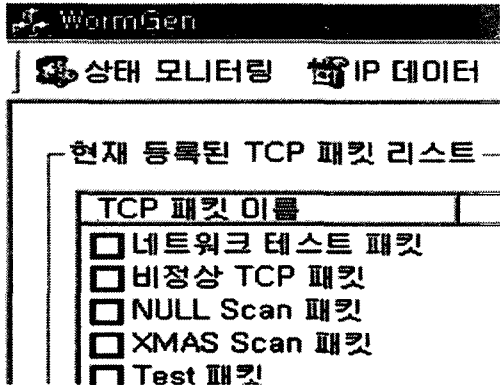 WormGen
상태 모니터링 IP 데이터
현재 등록된 TCP 패킷 리스트
TCP 패킷 이름
네트워크 테스트 패킷
비정상 TCP 패킷
NULL Scan 패킷
XMAS Scan 패킷
Test 패킷